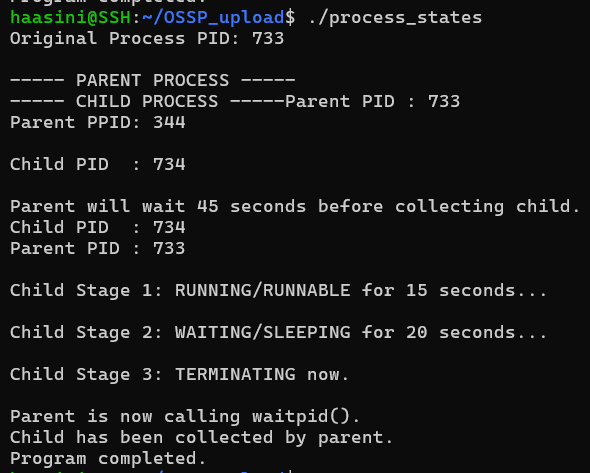 Program completed.
haasini@SSH:~/OSSP_upload$ ./process_states
Original Process PID: 733
----- PARENT PROCESS -----
----- CHILD PROCESS -----Parent PID : 733
Parent PPID: 344
Child PID  : 734
Parent will wait 45 seconds before collecting child.
Child PID  : 734
Parent PID : 733
Child Stage 1: RUNNING/RUNNABLE for 15 seconds...
Child Stage 2: WAITING/SLEEPING for 20 seconds...
Child Stage 3: TERMINATING now.
Parent is now calling waitpid().
Child has been collected by parent.
Program completed.